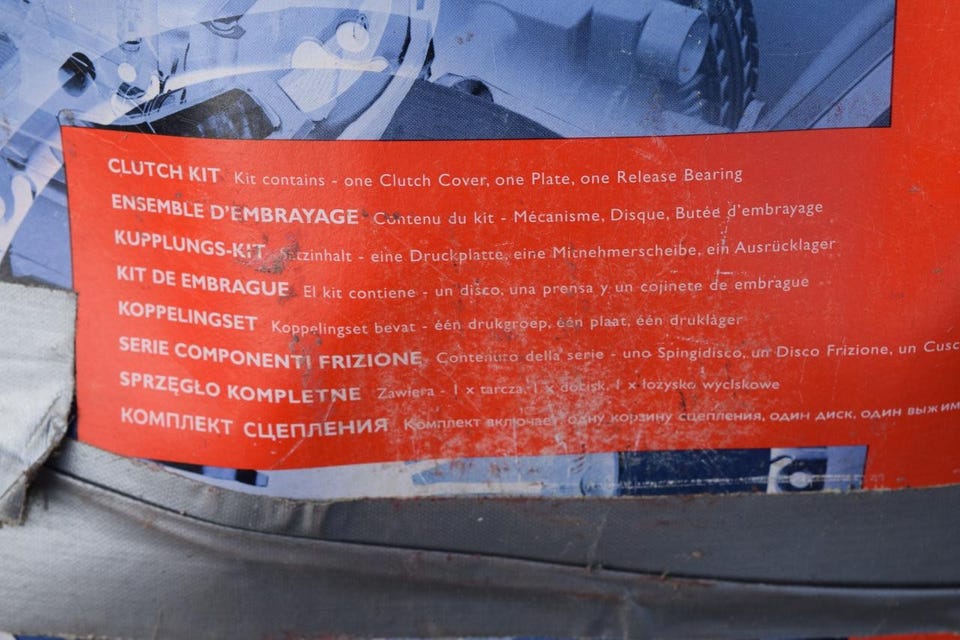 CLUTCH KIT Kit contains - one Clutch Cover, one Plate, one Release Bearing
ENSEMBLE D'EMBRAYAGE Contenu du kit - Mécanisme, Disque, Butée d'embrayage
KUPPLUNGS-KIT Satzinhalt - eine Druckplatte, eine Mitnehmerscheibe, ein Ausrücklager
KIT DE EMBRAGUE El kit contiene - un disco, una prensa y un cojinete de embrague
KOPPELINGSET Koppelingset bevat - één drukgroep, één plaat, één druklager
SERIE COMPONENTI FRIZIONE Contenuto della serie - uno Spingidisco, un Disco Frizione, un Cusc
SPRZĘGŁO KOMPLETNE Zawiera - 1 x tarcza, 1 x docisk, 1 x łożysko wyciskowe
КОМПЛЕКТ СЦЕПЛЕНИЯ Комплект включает одну корзину сцепления, один диск, один выжим